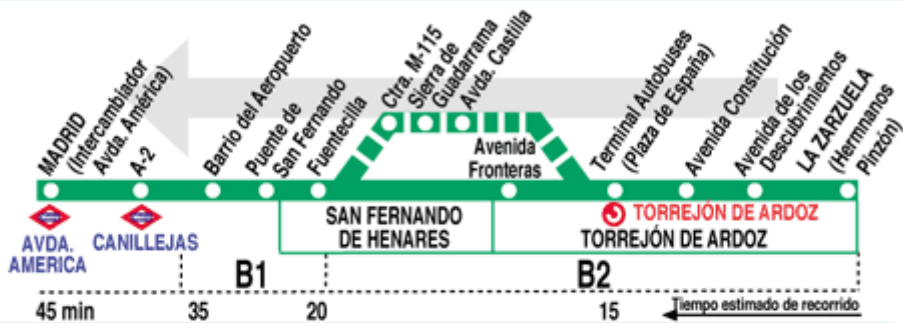 MADRID
(Intercambiador
Avda. América)
A-2
Barrio del Aeropuerto
Puente de
San Fernando
Fuentecilla
Ctra. M-115
Sierra de
Guadarrama
Avda. Castilla
Avenida
Fronteras
Terminal Autobuses
(Plaza de España)
Avenida Constitución
Avenida de los
Descubrimientos
LA ZARZUELA
(Hermnanos
Pinzón)
AVDA.
AMERICA
CANILLEJAS
SAN FERNANDO
DE HENARES
TORREJÓN DE ARDOZ
TORREJÓN DE ARDOZ
B1
B2
45 min
35
20
15
Tiempo estimado de recorrido